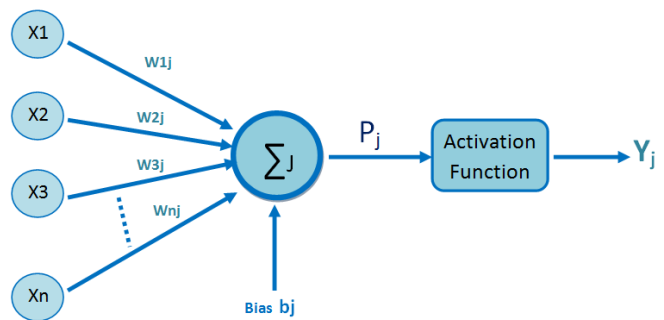 X1
W1j
X2
W2j
X3
W3j
Wnj
Xn
∑J
Bias bj
Pj
Activation
Function
Yj